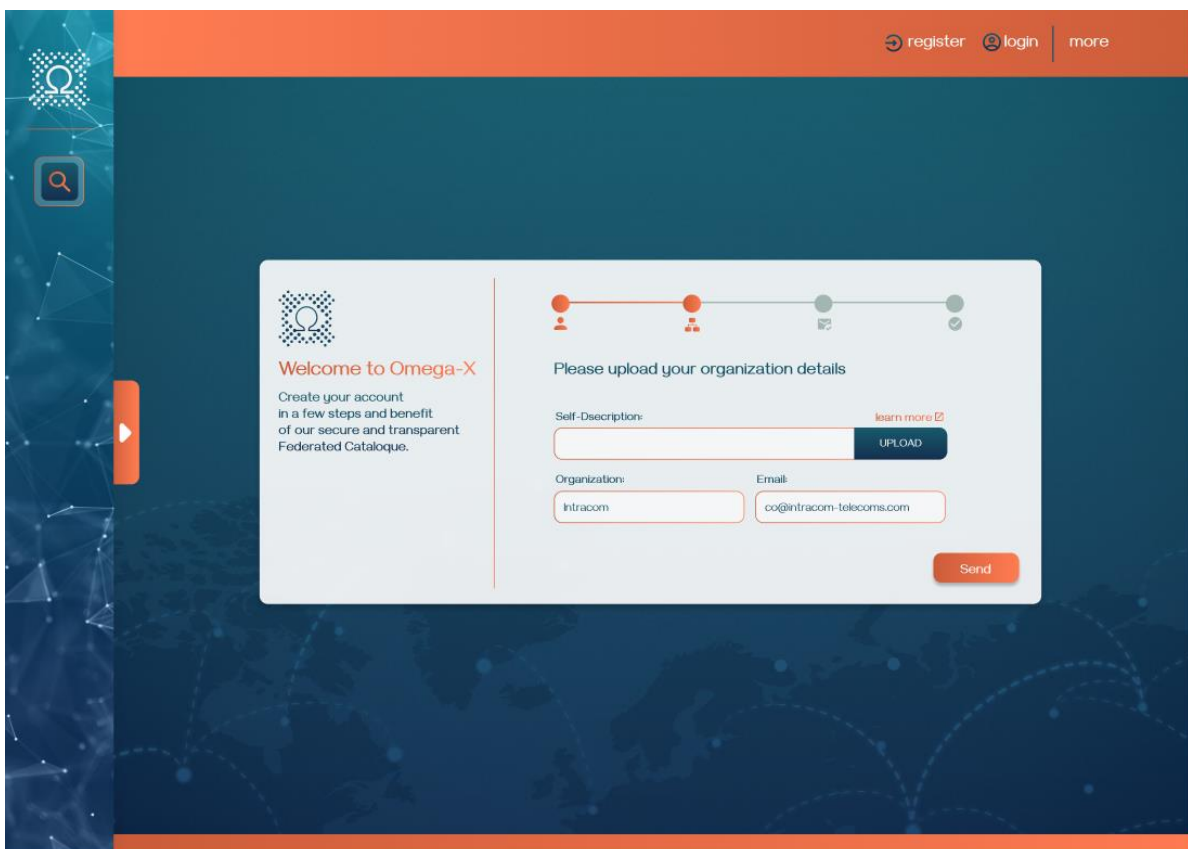 register
login
more
Welcome to Omega-X
Create your account
in a few steps and benefit
of our secure and transparent
Federated Cataloque.
Please upload your organization details
Self-Dsecription:
learn more
UPLOAD
Organization:
Email:
Intracom
co@intracom-telecoms.com
Send